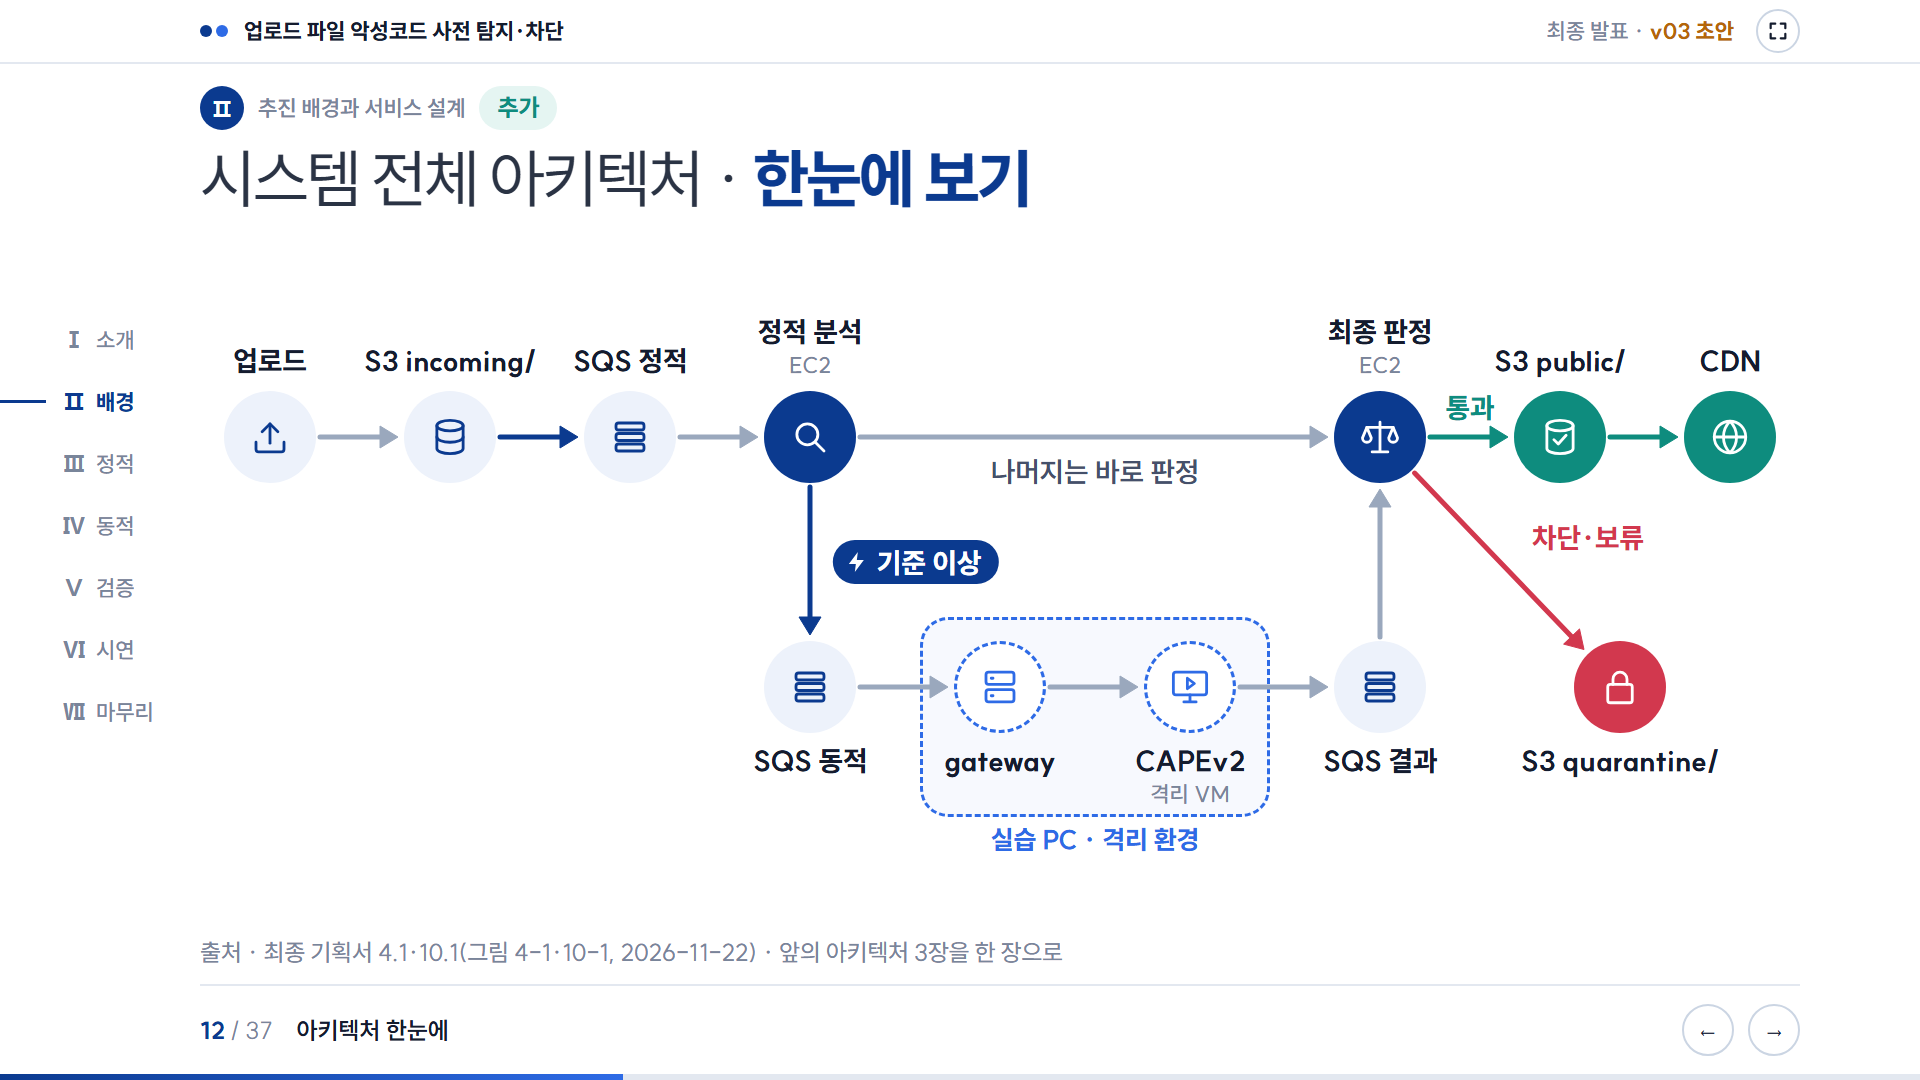 업로드 파일 악성코드 사전 탐지·차단
최종 발표 · v03 초안
Ⅱ 추진 배경과 서비스 설계 추가
시스템 전체 아키텍처 · 한눈에 보기
Ⅰ 소개
Ⅱ 배경
Ⅲ 정적
Ⅳ 동적
Ⅴ 검증
Ⅵ 시연
Ⅶ 마무리
업로드
S3 incoming/
SQS 정적
정적 분석
EC2
최종 판정
EC2
S3 public/
CDN
통과
나머지는 바로 판정
차단·보류
기준 이상
SQS 동적
gateway
CAPEv2
격리 VM
SQS 결과
S3 quarantine/
실습 PC · 격리 환경
출처 · 최종 기획서 4.1·10.1(그림 4-1·10-1, 2026-11-22) · 앞의 아키텍처 3장을 한 장으로
12 / 37 아키텍처 한눈에
← →